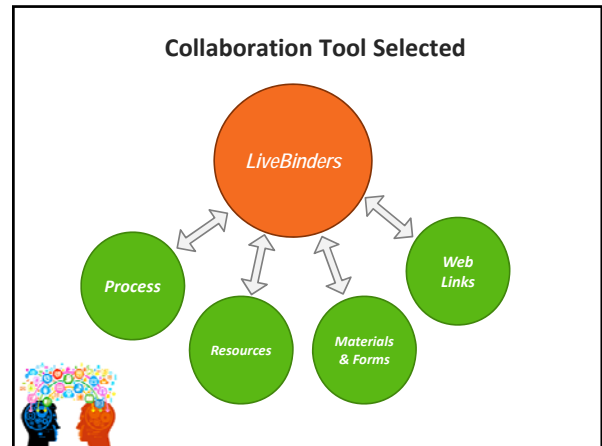 Collaboration Tool Selected
LiveBinders
Process
Resources
Materials
& Forms
Web
Links